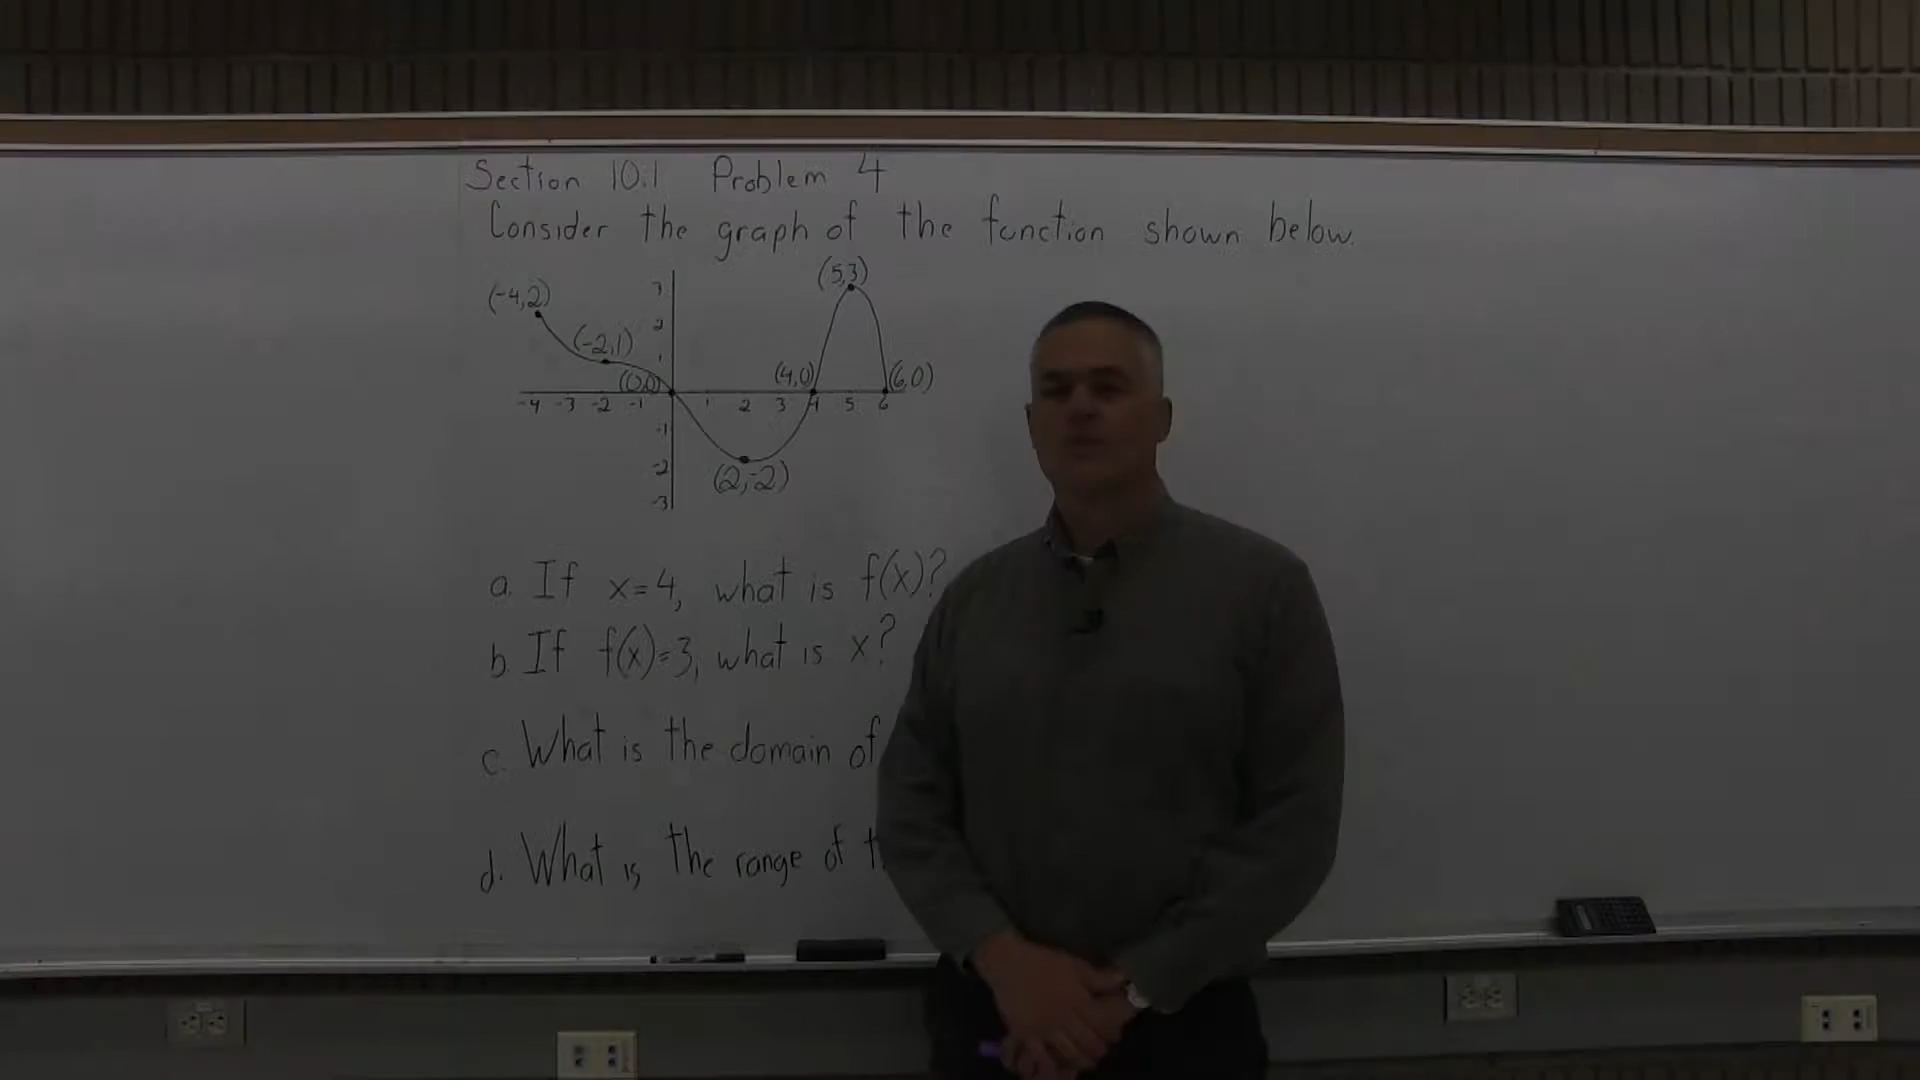 Section 10.1 Problem 4
Consider the graph of the function shown below.
(5,3)
(-4,2)
3
2
(-2,1)
1
(0,0)
(4,0)
(6,0)
-4 -3 -2 -1 1 2 3 4 5 6
-1
-2
(2,-2)
-3
a. If x=4, what is f(x)?
b If f(x)=3, what is x?
c. What is the domain of
d. What is the range of